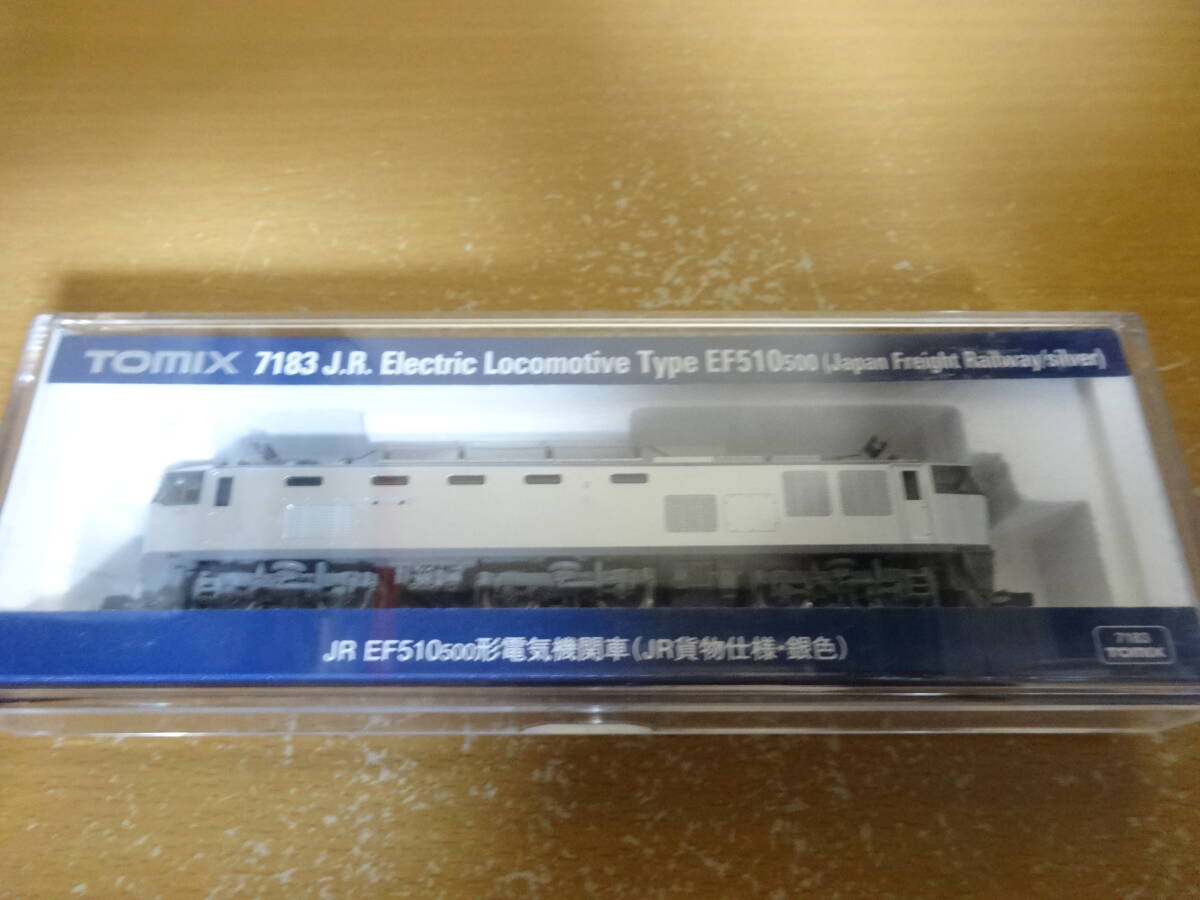 TOMIX 7183 J.R. Electric Locomotive Type EF510500 (Japan Freight Railway/silver)
JR EF510500形電気機関車(JR貨物仕様・銀色)
7183
TOMIX